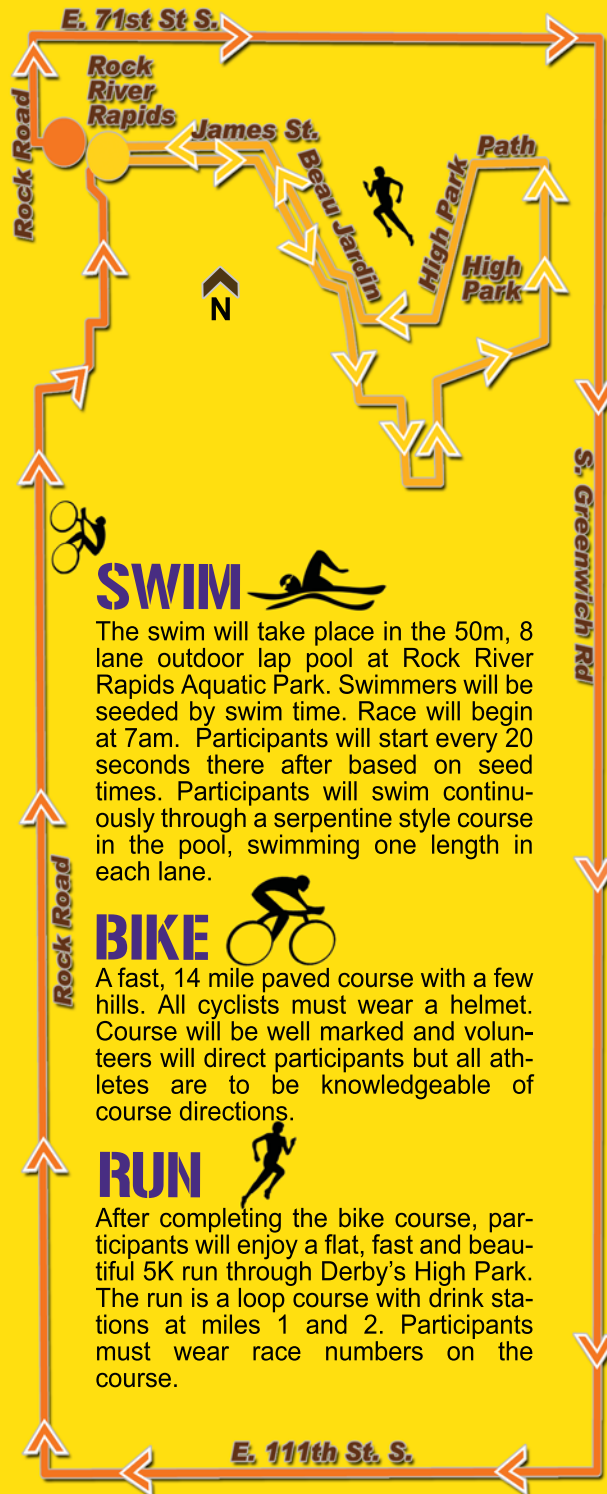 E. 71st St S.
Rock
River
Rapids
Rock Road
James St.
Beau Jardin
High Park
Path
High
Park
N
S. Greenwich Rd
SWIM
The swim will take place in the 50m, 8
lane outdoor lap pool at Rock River
Rapids Aquatic Park. Swimmers will be
seeded by swim time. Race will begin
at 7am.  Participants will start every 20
seconds there after based on seed
times. Participants will swim continu-
ously through a serpentine style course
in the pool, swimming one length in
each lane.
Rock Road
BIKE
A fast, 14 mile paved course with a few
hills. All cyclists must wear a helmet.
Course will be well marked and volun-
teers will direct participants but all ath-
letes are to be knowledgeable of
course directions.
RUN
After completing the bike course, par-
ticipants will enjoy a flat, fast and beau-
tiful 5K run through Derby's High Park.
The run is a loop course with drink sta-
tions at miles 1 and 2. Participants
must wear race numbers on the
course.
E. 111th St. S.